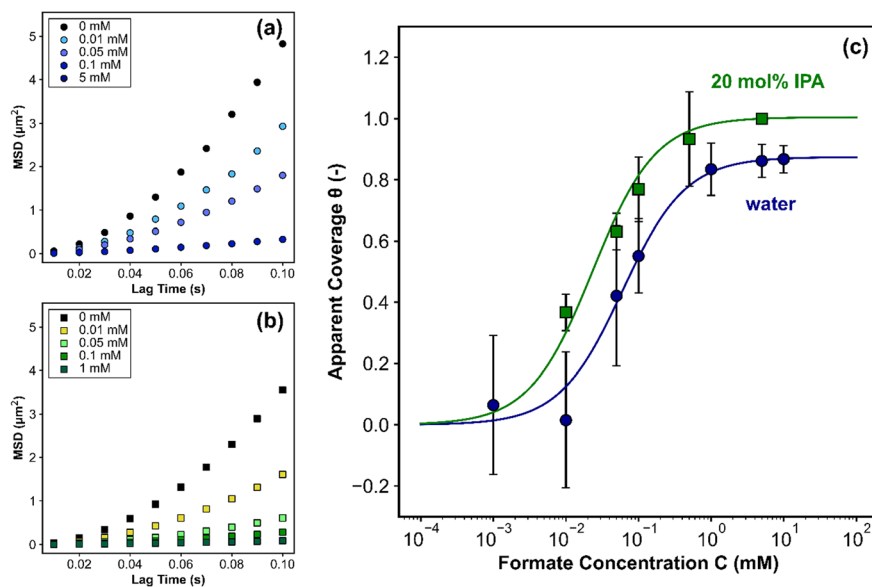 (a)
0 mM
0.01 mM
0.05 mM
0.1 mM
5 mM
MSD (µm²)
5
4
3
2
1
0
0.02 0.04 0.06 0.08 0.10
Lag Time (s)
(b)
0 mM
0.01 mM
0.05 mM
0.1 mM
1 mM
MSD (µm²)
5
4
3
2
1
0
0.02 0.04 0.06 0.08 0.10
Lag Time (s)
(c)
20 mol% IPA
water
Apparent Coverage θ (-)
1.2
1.0
0.8
0.6
0.4
0.2
0.0
−0.2
10⁻⁴ 10⁻³ 10⁻² 10⁻¹ 10⁰ 10¹ 10²
Formate Concentration C (mM)